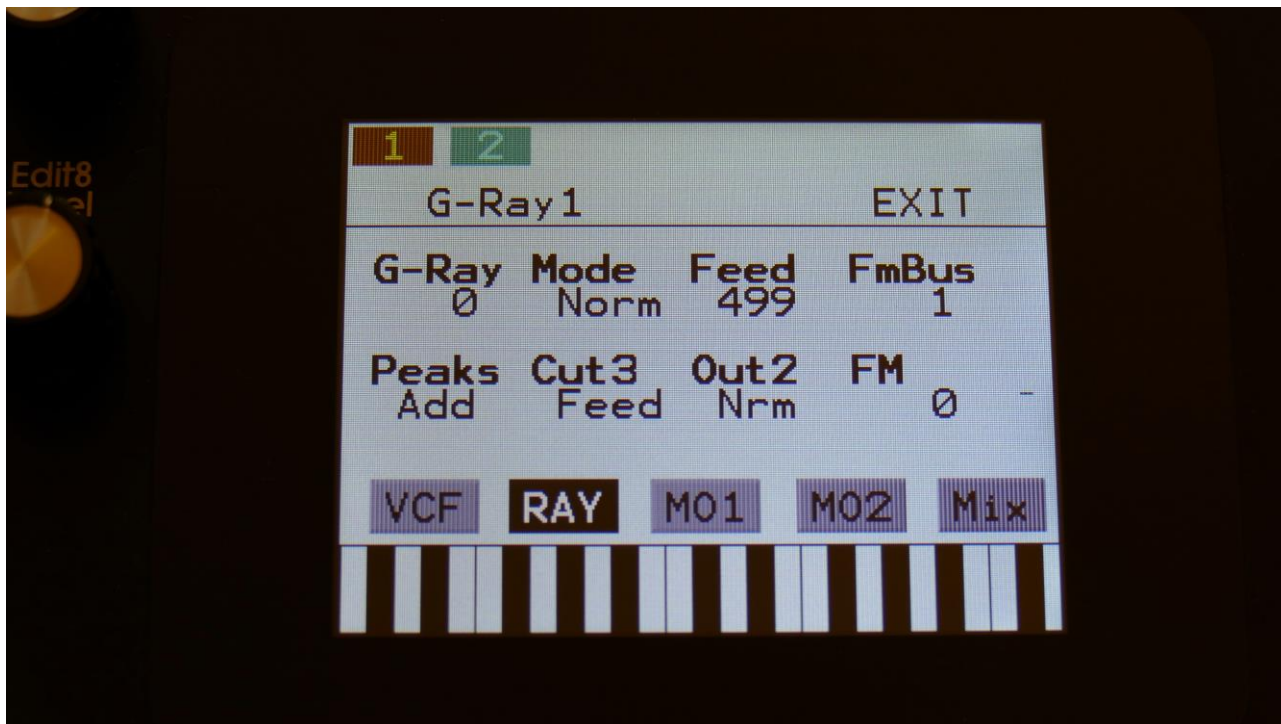 Edit8
el
1 2
G-Ray1 EXIT
G-Ray Mode Feed FmBus
0 Norm 499 1
Peaks Cut3 Out2 FM
Add Feed Nrm 0
VCF RAY MO1 MO2 Mix